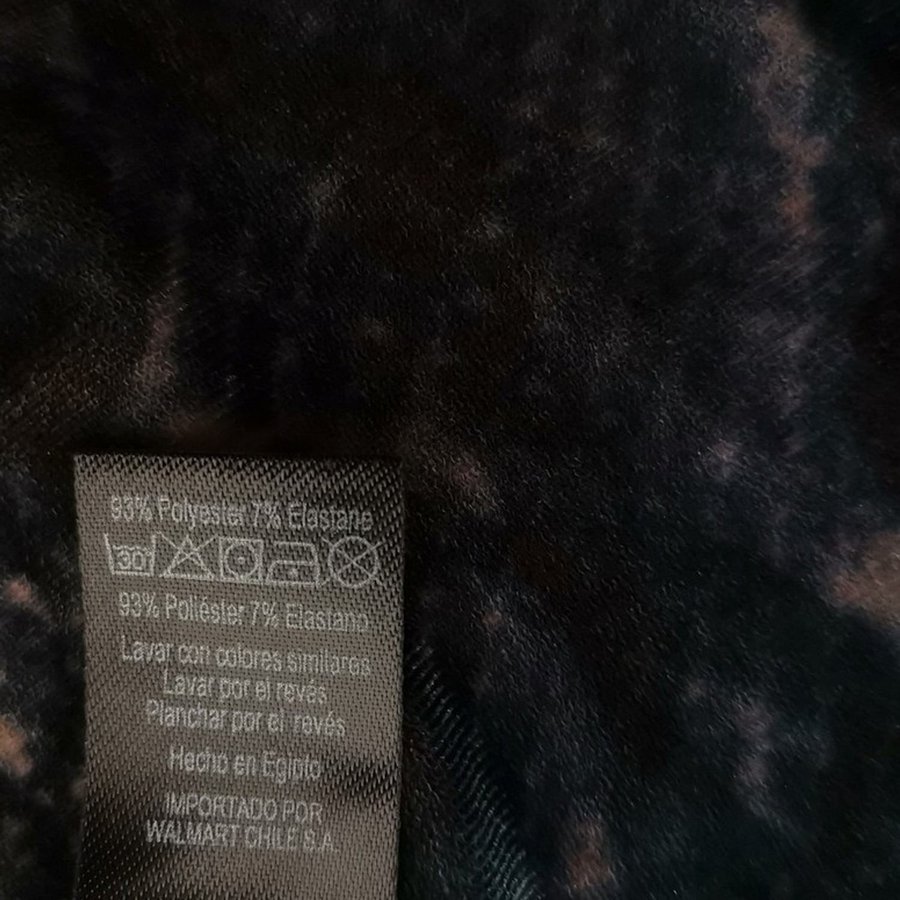 93% Polyester 7% Elastane
30
93% Poliéster 7% Elastano
Lavar con colores similares
Lavar por el revés
Planchar por el revés
Hecho en Egipto
IMPORTADO POR
WALMART CHILE S.A